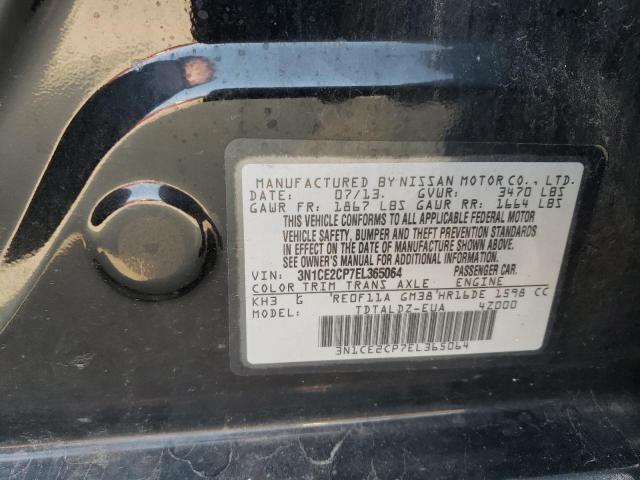 MANUFACTURED BY NISSAN MOTOR CO., LTD.
DATE: 07/13. GVWR: 3470 LBS
GAWR FR: 1867 LBS GAWR RR: 1664 LBS
THIS VEHICLE CONFORMS TO ALL APPLICABLE FEDERAL MOTOR
VEHICLE SAFETY, BUMPER AND THEFT PREVENTION STANDARDS
IN EFFECT ON THE DATE OF MANUFACTURE SHOWN ABOVE.
SEE OWNER'S MANUAL FOR ADDITIONAL INFO.
VIN: 3N1CE2CP7EL365064 PASSENGER CAR.
COLOR TRIM TRANS AXLE ENGINE
KH3 G RE0F11A GM38 HR16DE 1598 CC
MODEL: TDTALDZ-EUA 4Z000
3N1CE2CP7EL365064